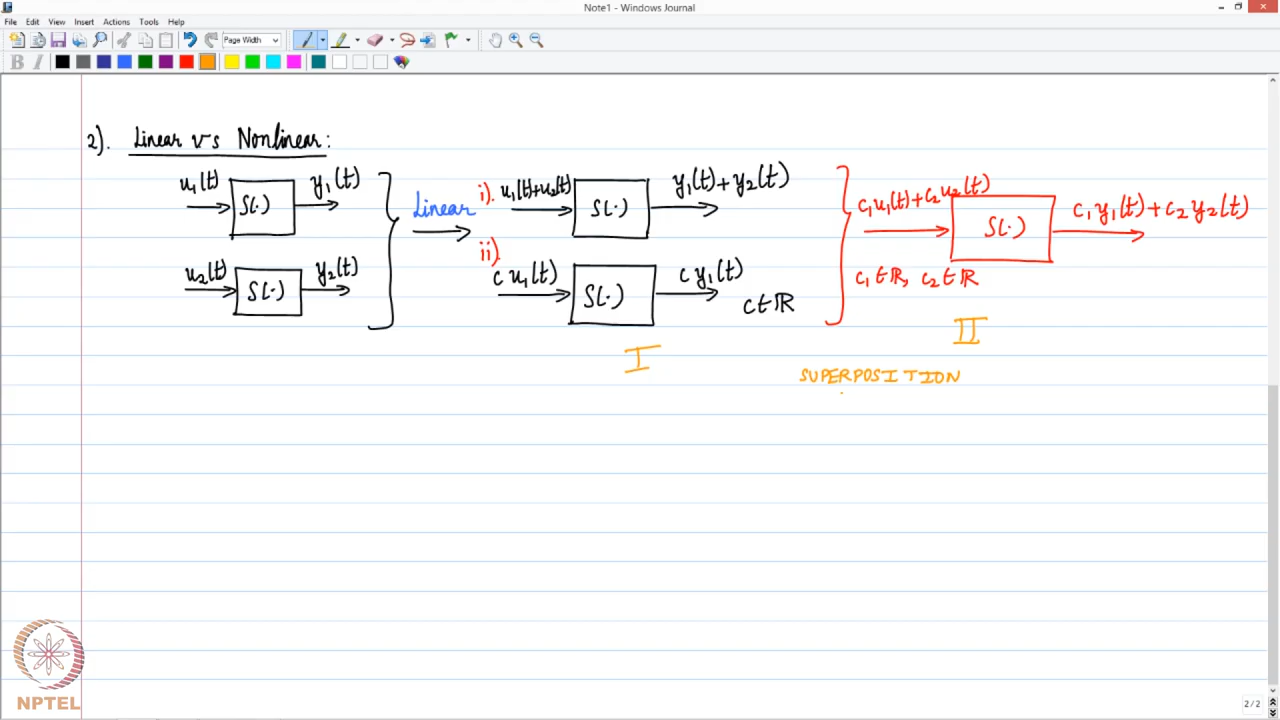 Note1 - Windows Journal
File Edit View Insert Actions Tools Help
Page Width
B I
2). Linear vs Nonlinear:
u₁(t) S(.) y₁(t)
u₂(t) S(.) y₂(t)
Linear
i). u₁(t)+u₂(t) S(.) y₁(t)+y₂(t)
ii). c u₁(t) S(.) c y₁(t)
c∈ℝ
I
c₁u₁(t)+c₂u₂(t) S(.) c₁y₁(t)+c₂y₂(t)
c₁∈ℝ, c₂∈ℝ
II
SUPERPOSITION
NPTEL
2/2